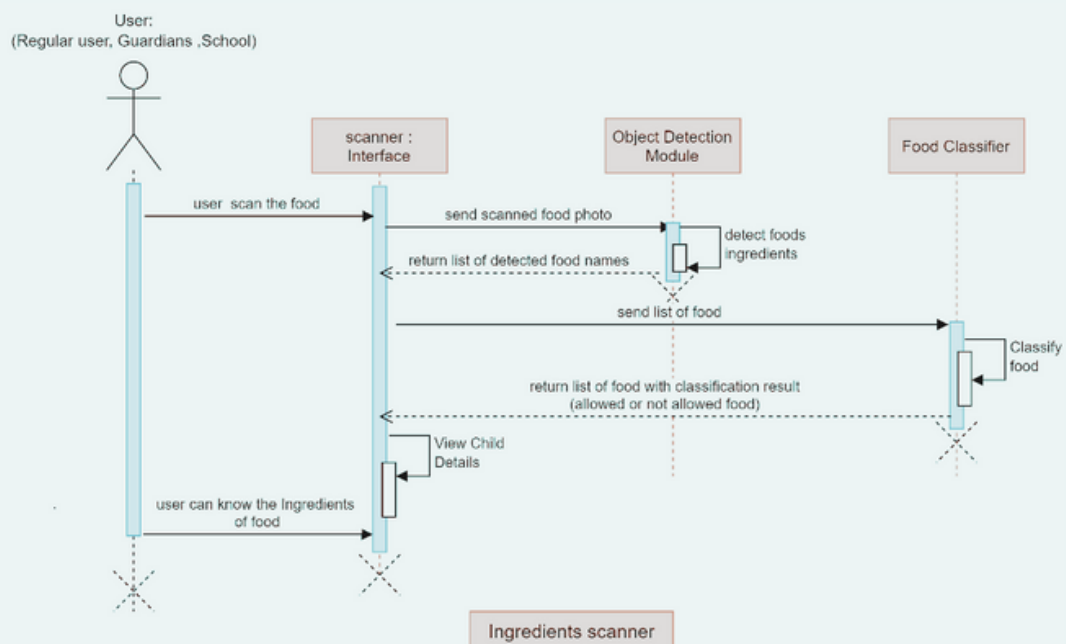 User:
(Regular user, Guardians ,School)
scanner :
Interface
Object Detection
Module
Food Classifier
user scan the food
send scanned food photo
detect foods
ingredients
return list of detected food names
send list of food
Classify
food
return list of food with classification result
(allowed or not allowed food)
View Child
Details
user can know the Ingredients
of food
Ingredients scanner